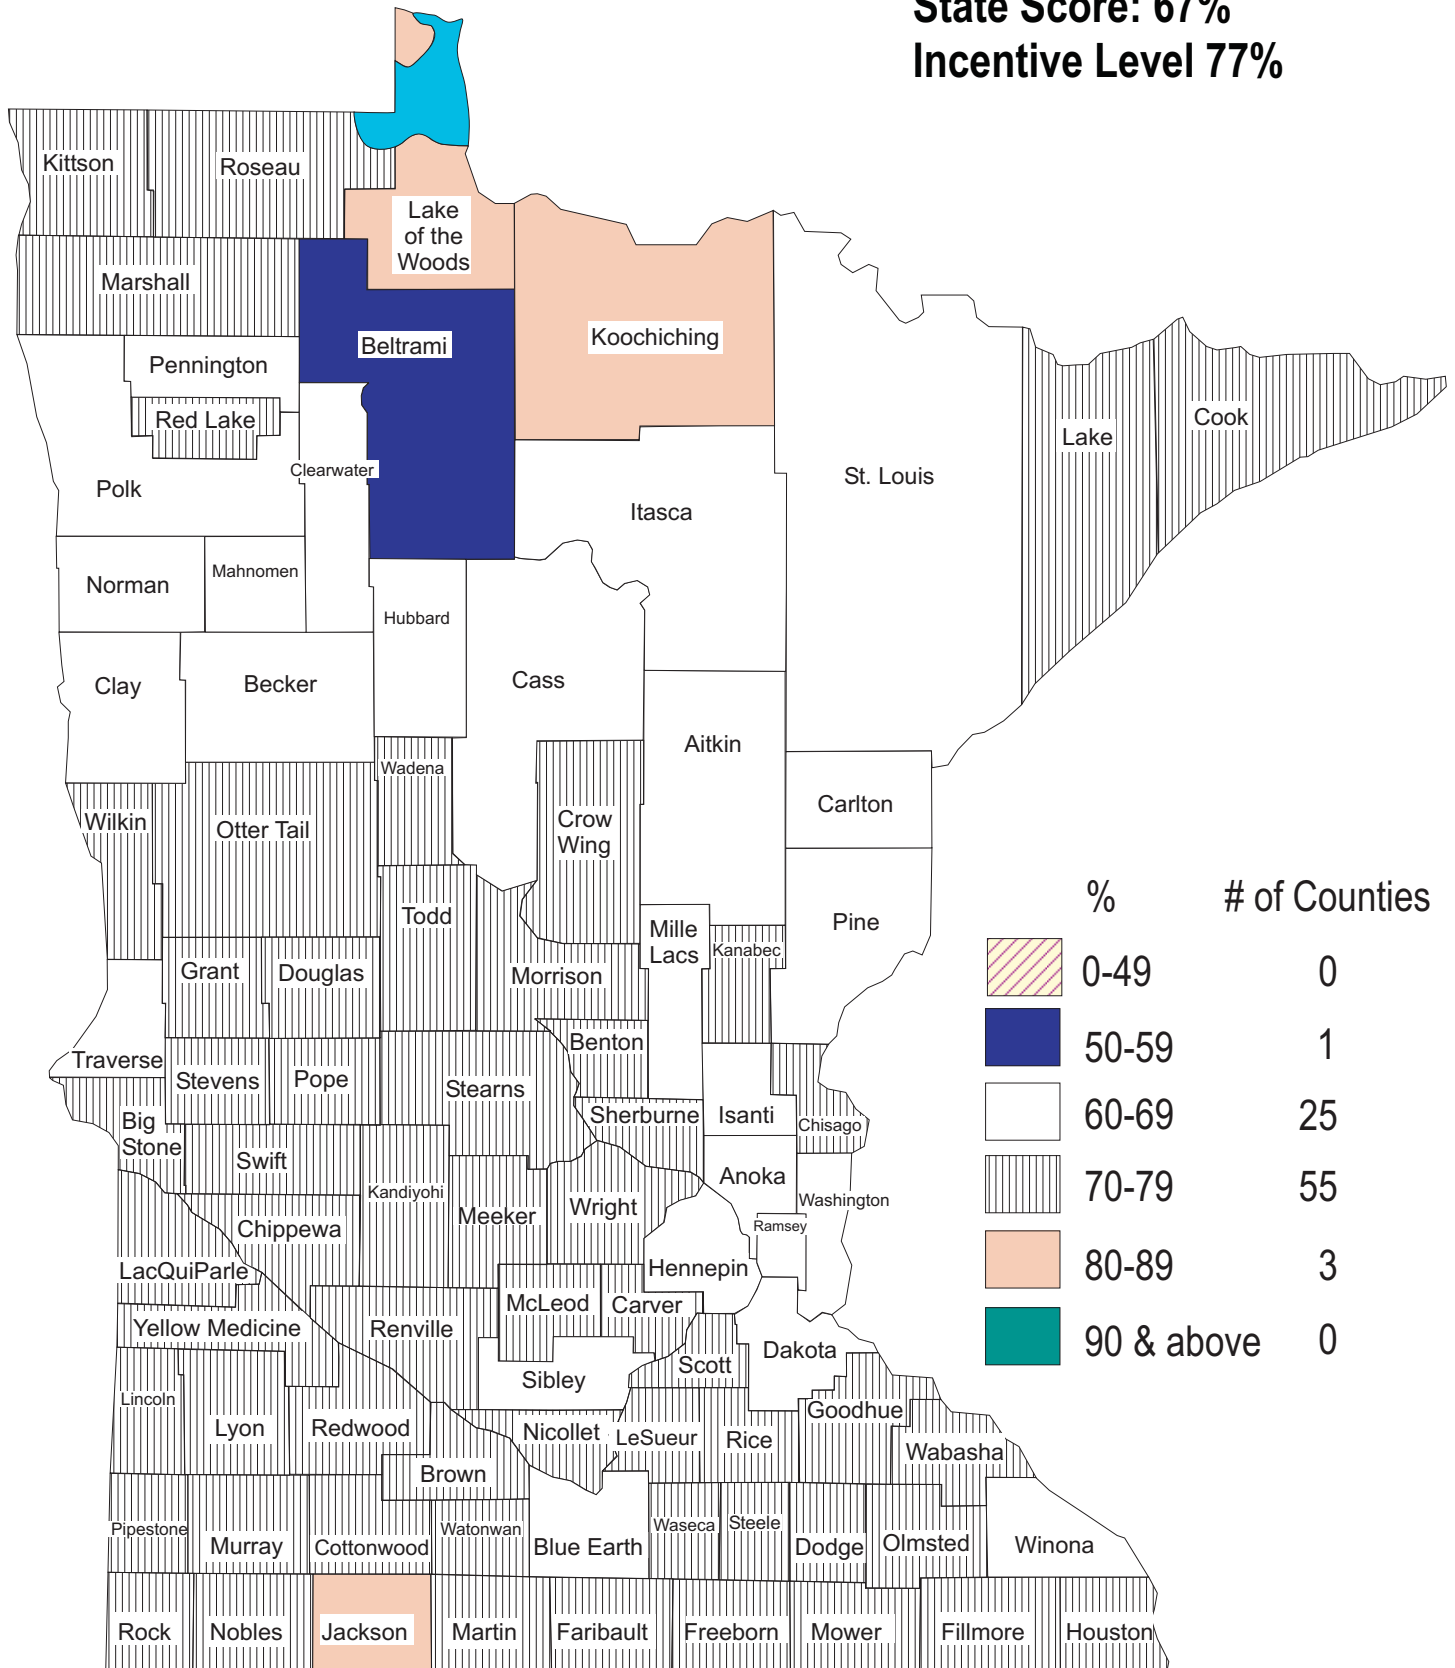 State Score: 67%
Incentive Level 77%
Kittson
Roseau
Lake
of the
Woods
Marshall
Beltrami
Koochiching
Pennington
Red Lake
Clearwater
Polk
Lake
Cook
St. Louis
Itasca
Norman
Mahnomen
Hubbard
Clay
Becker
Cass
Aitkin
Wadena
Wilkin
Otter Tail
Crow
Wing
Carlton
Todd
Mille
Lacs
Kanabec
Pine
Grant
Douglas
Morrison
Traverse
Stevens
Pope
Stearns
Benton
Sherburne
Isanti
Chisago
Big
Stone
Swift
Kandiyohi
Meeker
Wright
Anoka
Washington
Ramsey
Chippewa
LacQuiParle
Hennepin
McLeod
Carver
Yellow Medicine
Renville
Scott
Dakota
Sibley
Lincoln
Lyon
Redwood
Nicollet
LeSueur
Rice
Goodhue
Wabasha
Brown
Pipestone
Murray
Cottonwood
Watonwan
Blue Earth
Waseca
Steele
Dodge
Olmsted
Winona
Rock
Nobles
Jackson
Martin
Faribault
Freeborn
Mower
Fillmore
Houston
% # of Counties
0-49 0
50-59 1
60-69 25
70-79 55
80-89 3
90 & above 0